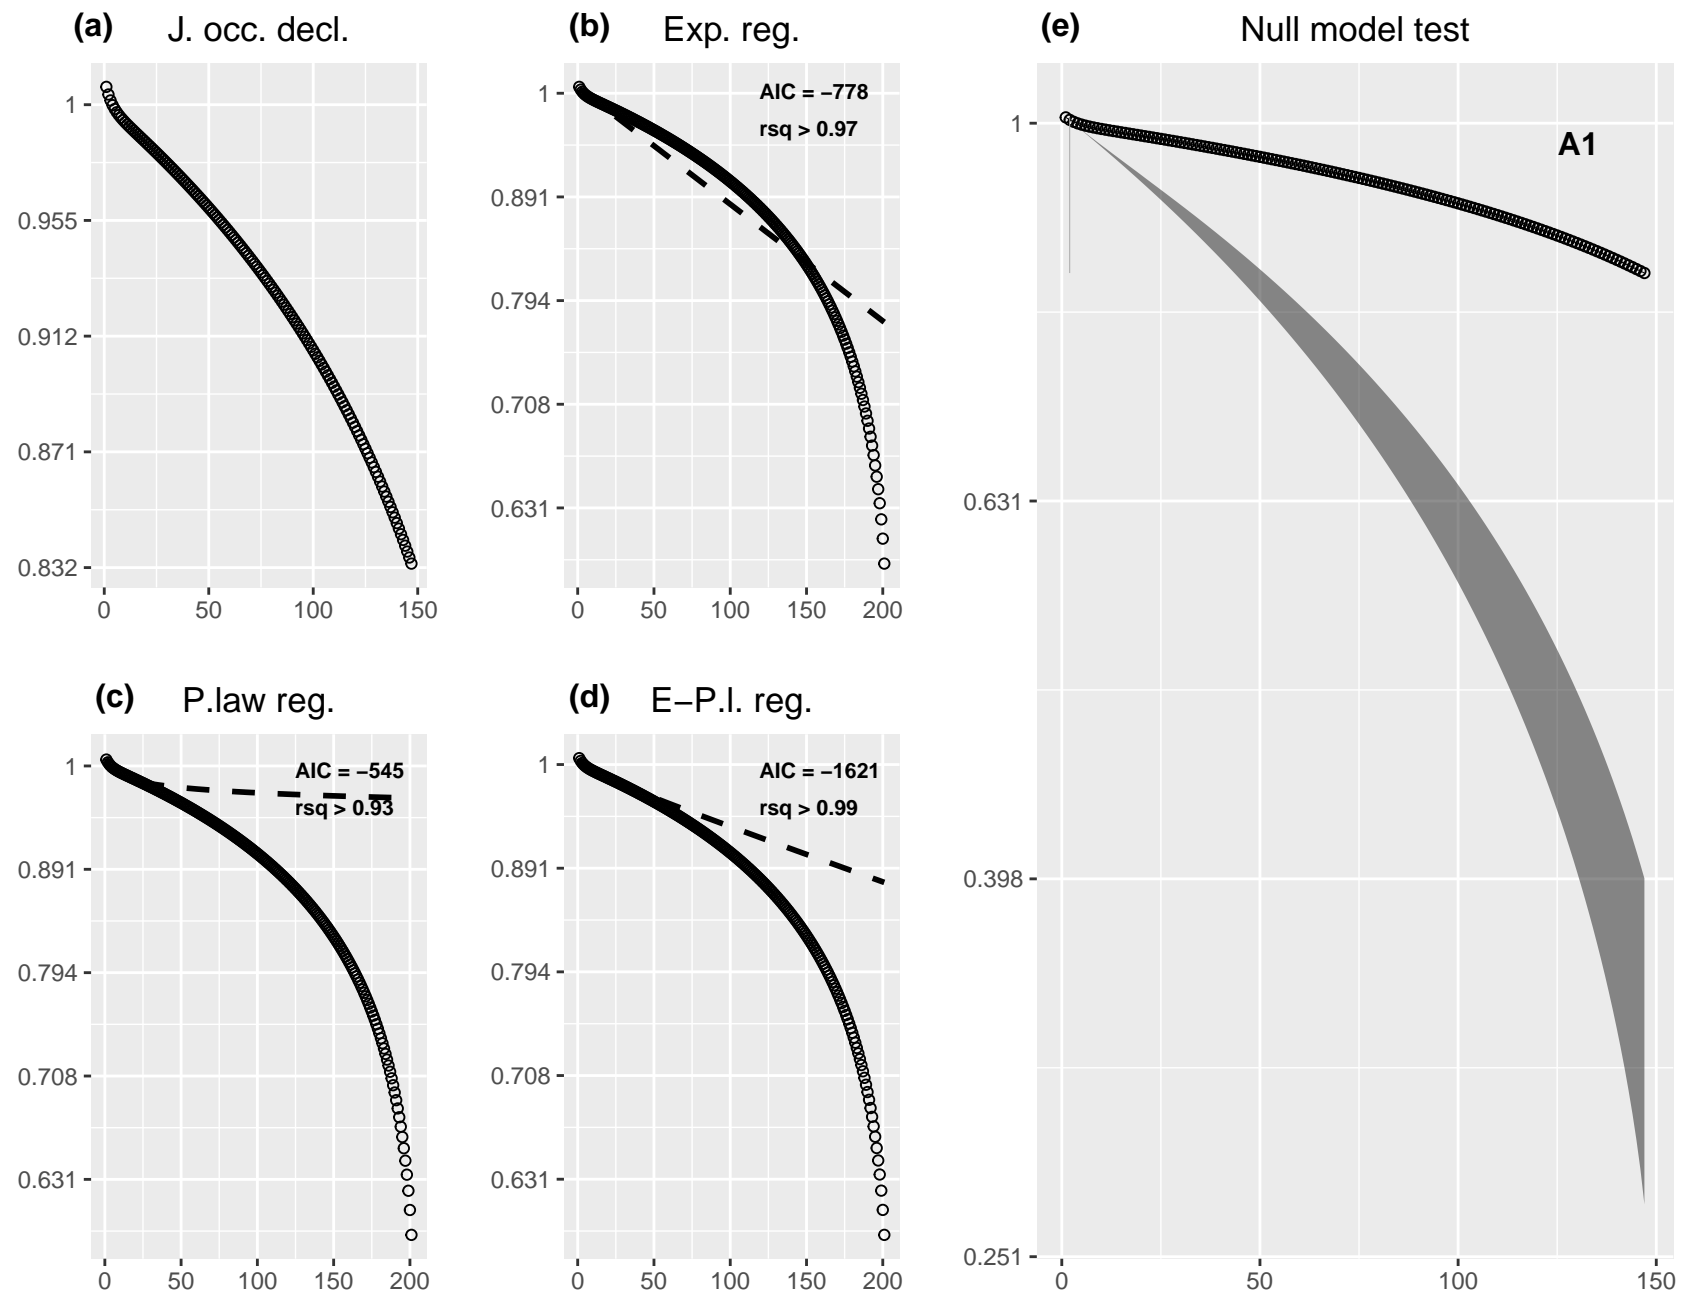 (a) J. occ. decl.
1
0.955
0.912
0.871
0.832
0 50 100 150
(b) Exp. reg.
AIC = −778
rsq > 0.97
1
0.891
0.794
0.708
0.631
0 50 100 150 200
(c) P.law reg.
AIC = −545
rsq > 0.93
1
0.891
0.794
0.708
0.631
0 50 100 150 200
(d) E−P.l. reg.
AIC = −1621
rsq > 0.99
1
0.891
0.794
0.708
0.631
0 50 100 150 200
(e) Null model test
A1
1
0.631
0.398
0.251
0 50 100 150